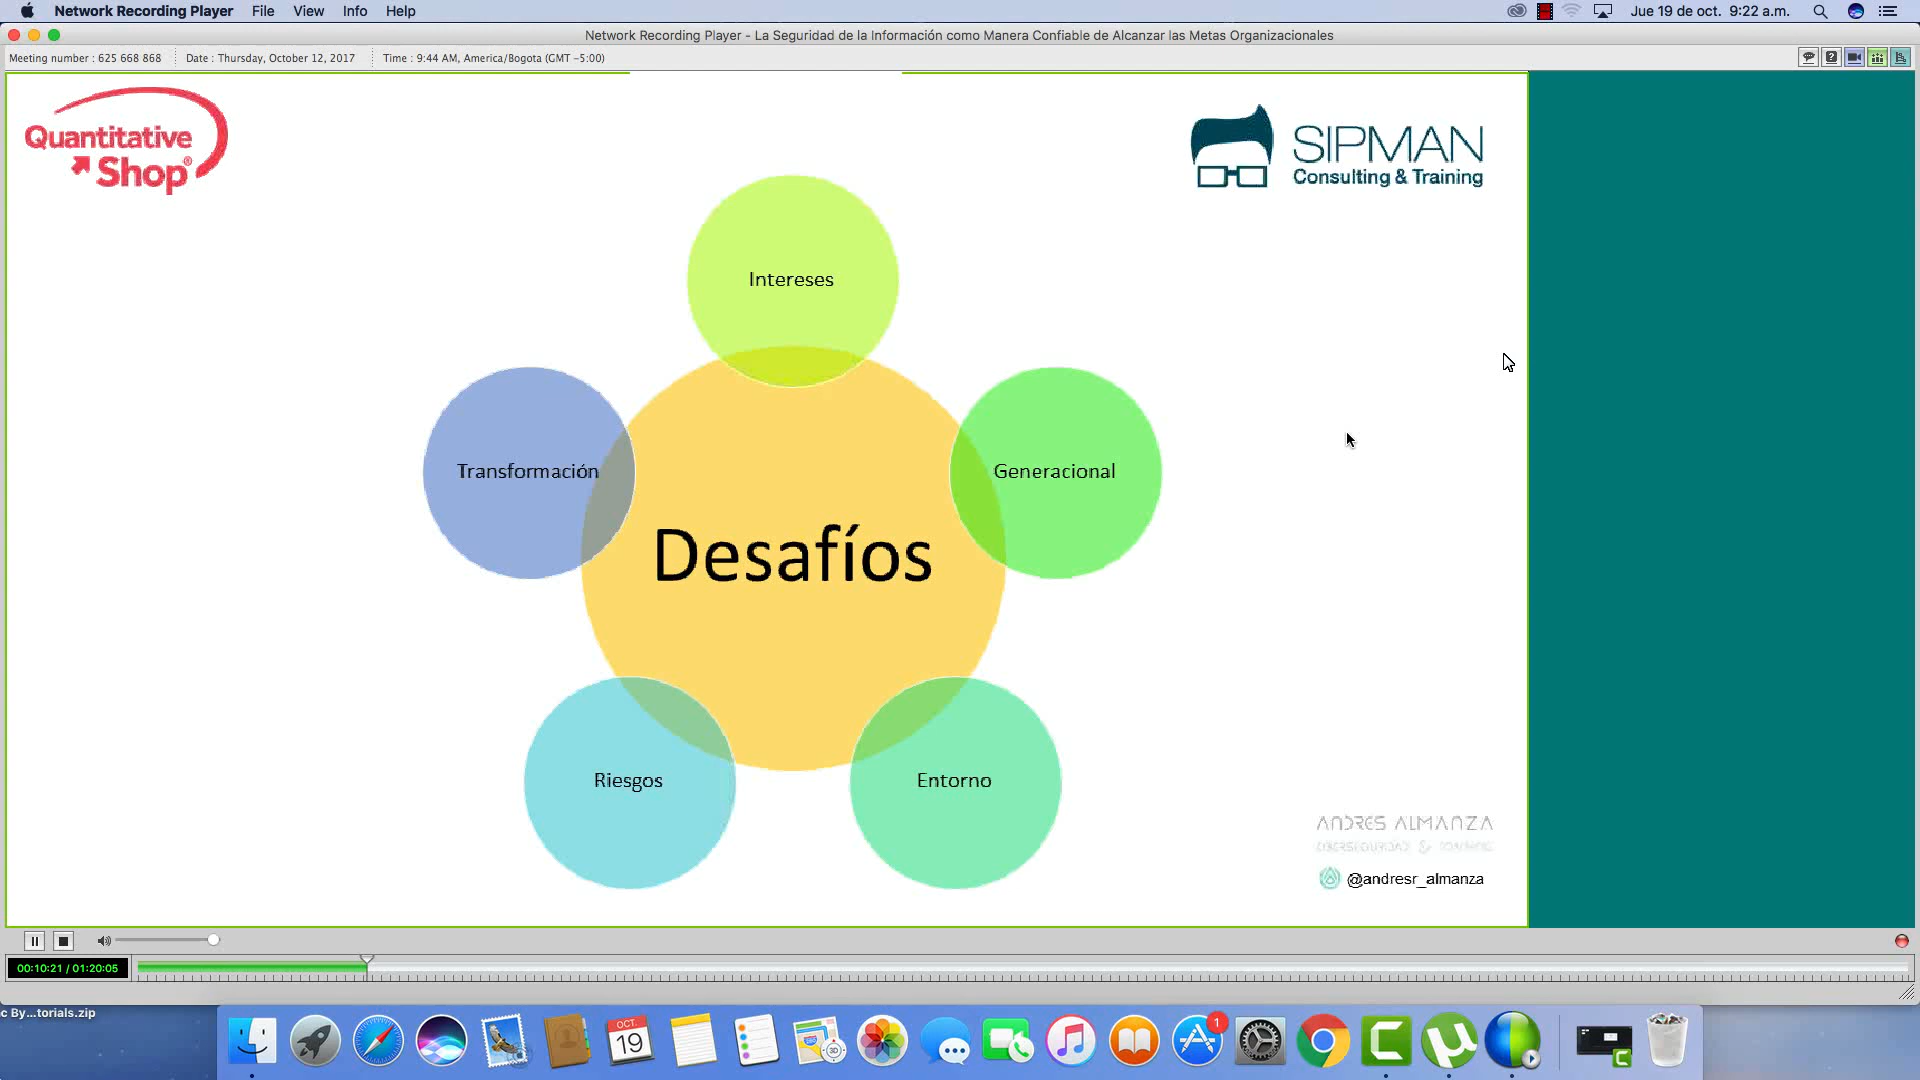 Network Recording Player File View Info Help
Jue 19 de oct. 9:22 a.m.
Network Recording Player - La Seguridad de la Información como Manera Confiable de Alcanzar las Metas Organizacionales
Meeting number : 625 668 868 Date : Thursday, October 12, 2017 Time : 9:44 AM, America/Bogota (GMT -5:00)
Quantitative
Shop®
SIPMAN
Consulting & Training
Intereses
Transformación
Generacional
Desafíos
Riesgos
Entorno
ANDRES ALMANZA
@andresr_almanza
00:10:21 / 01:20:05
c By...torials.zip
OCT.
19
3D
1